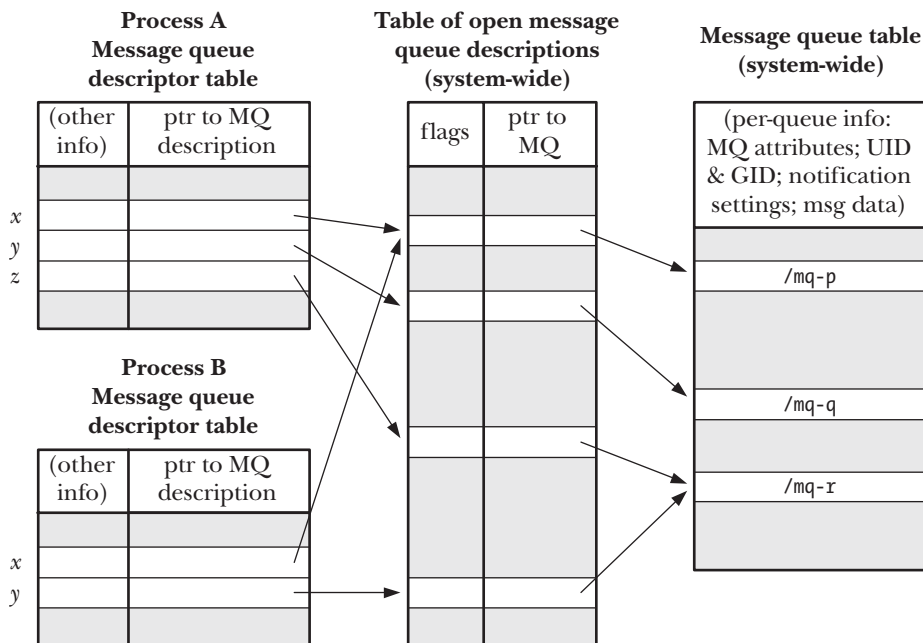 Process A
Message queue
descriptor table
(other
info)
ptr to MQ
description
x
y
z
Process B
Message queue
descriptor table
(other
info)
ptr to MQ
description
x
y
Table of open message
queue descriptions
(system-wide)
flags
ptr to
MQ
Message queue table
(system-wide)
(per-queue info:
MQ attributes; UID
& GID; notification
settings; msg data)
/mq-p
/mq-q
/mq-r